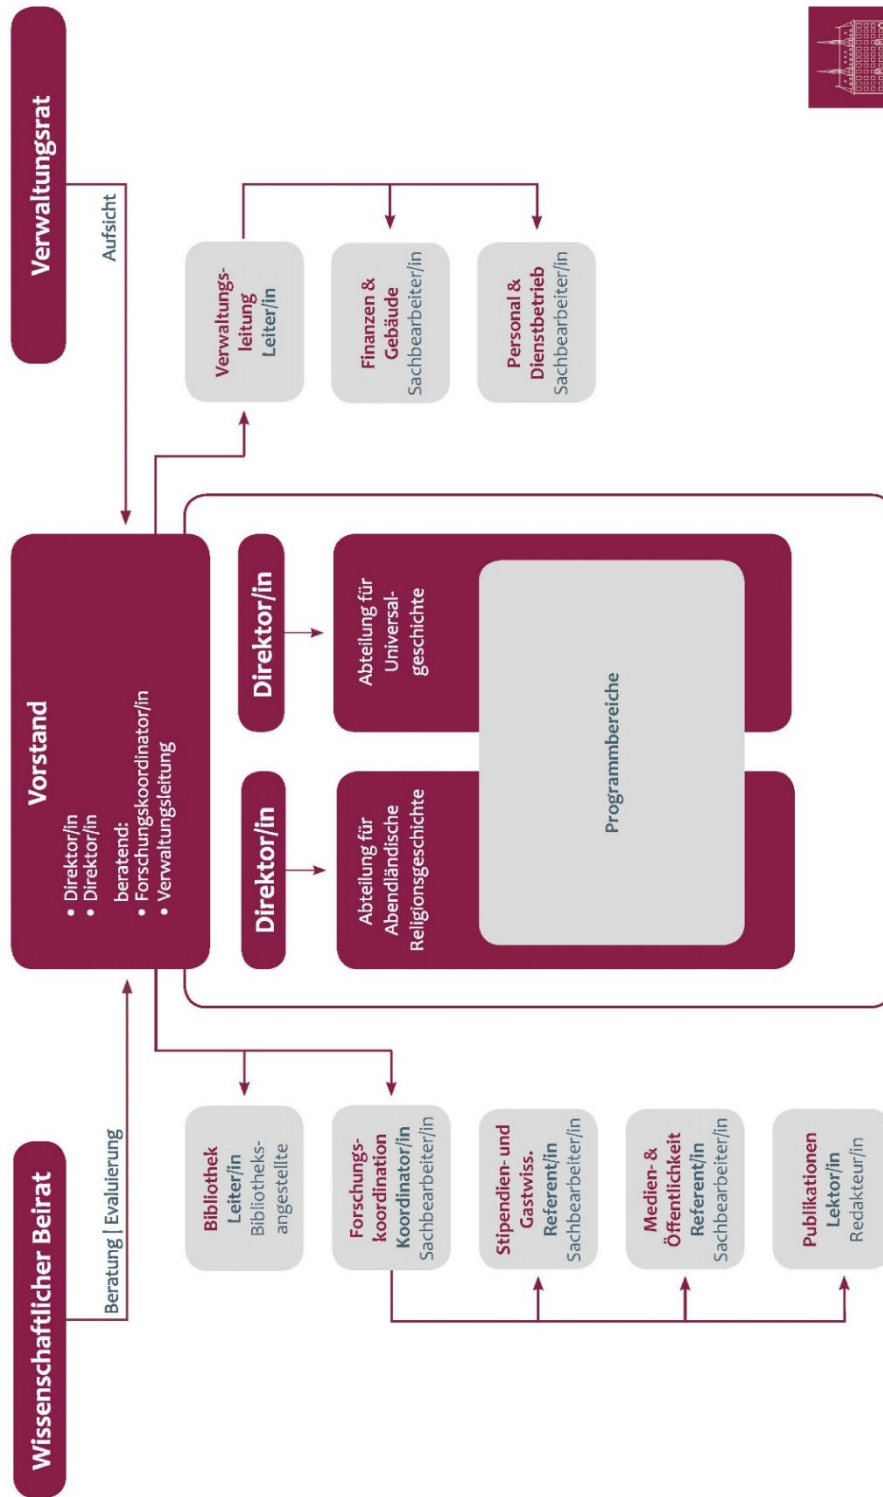 Wissenschaftlicher Beirat
Verwaltungsrat
Beratung | Evaluierung
Aufsicht
Vorstand
• Direktor/in
• Direktor/in
beratend:
• Forschungskoordinator/in
• Verwaltungsleitung
Bibliothek
Leiter/in
Bibliotheks-
angestellte
Forschungs-
koordination
Koordinator/in
Sachbearbeiter/in
Stipendien- und
Gastwiss.
Referent/in
Sachbearbeiter/in
Medien- &
Öffentlichkeit
Referent/in
Sachbearbeiter/in
Publikationen
Lektor/in
Redakteur/in
Direktor/in
Abteilung für
Abendländische
Religionsgeschichte
Direktor/in
Abteilung für
Universal-
geschichte
Programmbereiche
Verwaltungs-
leitung
Leiter/in
Finanzen &
Gebäude
Sachbearbeiter/in
Personal &
Dienstbetrieb
Sachbearbeiter/in